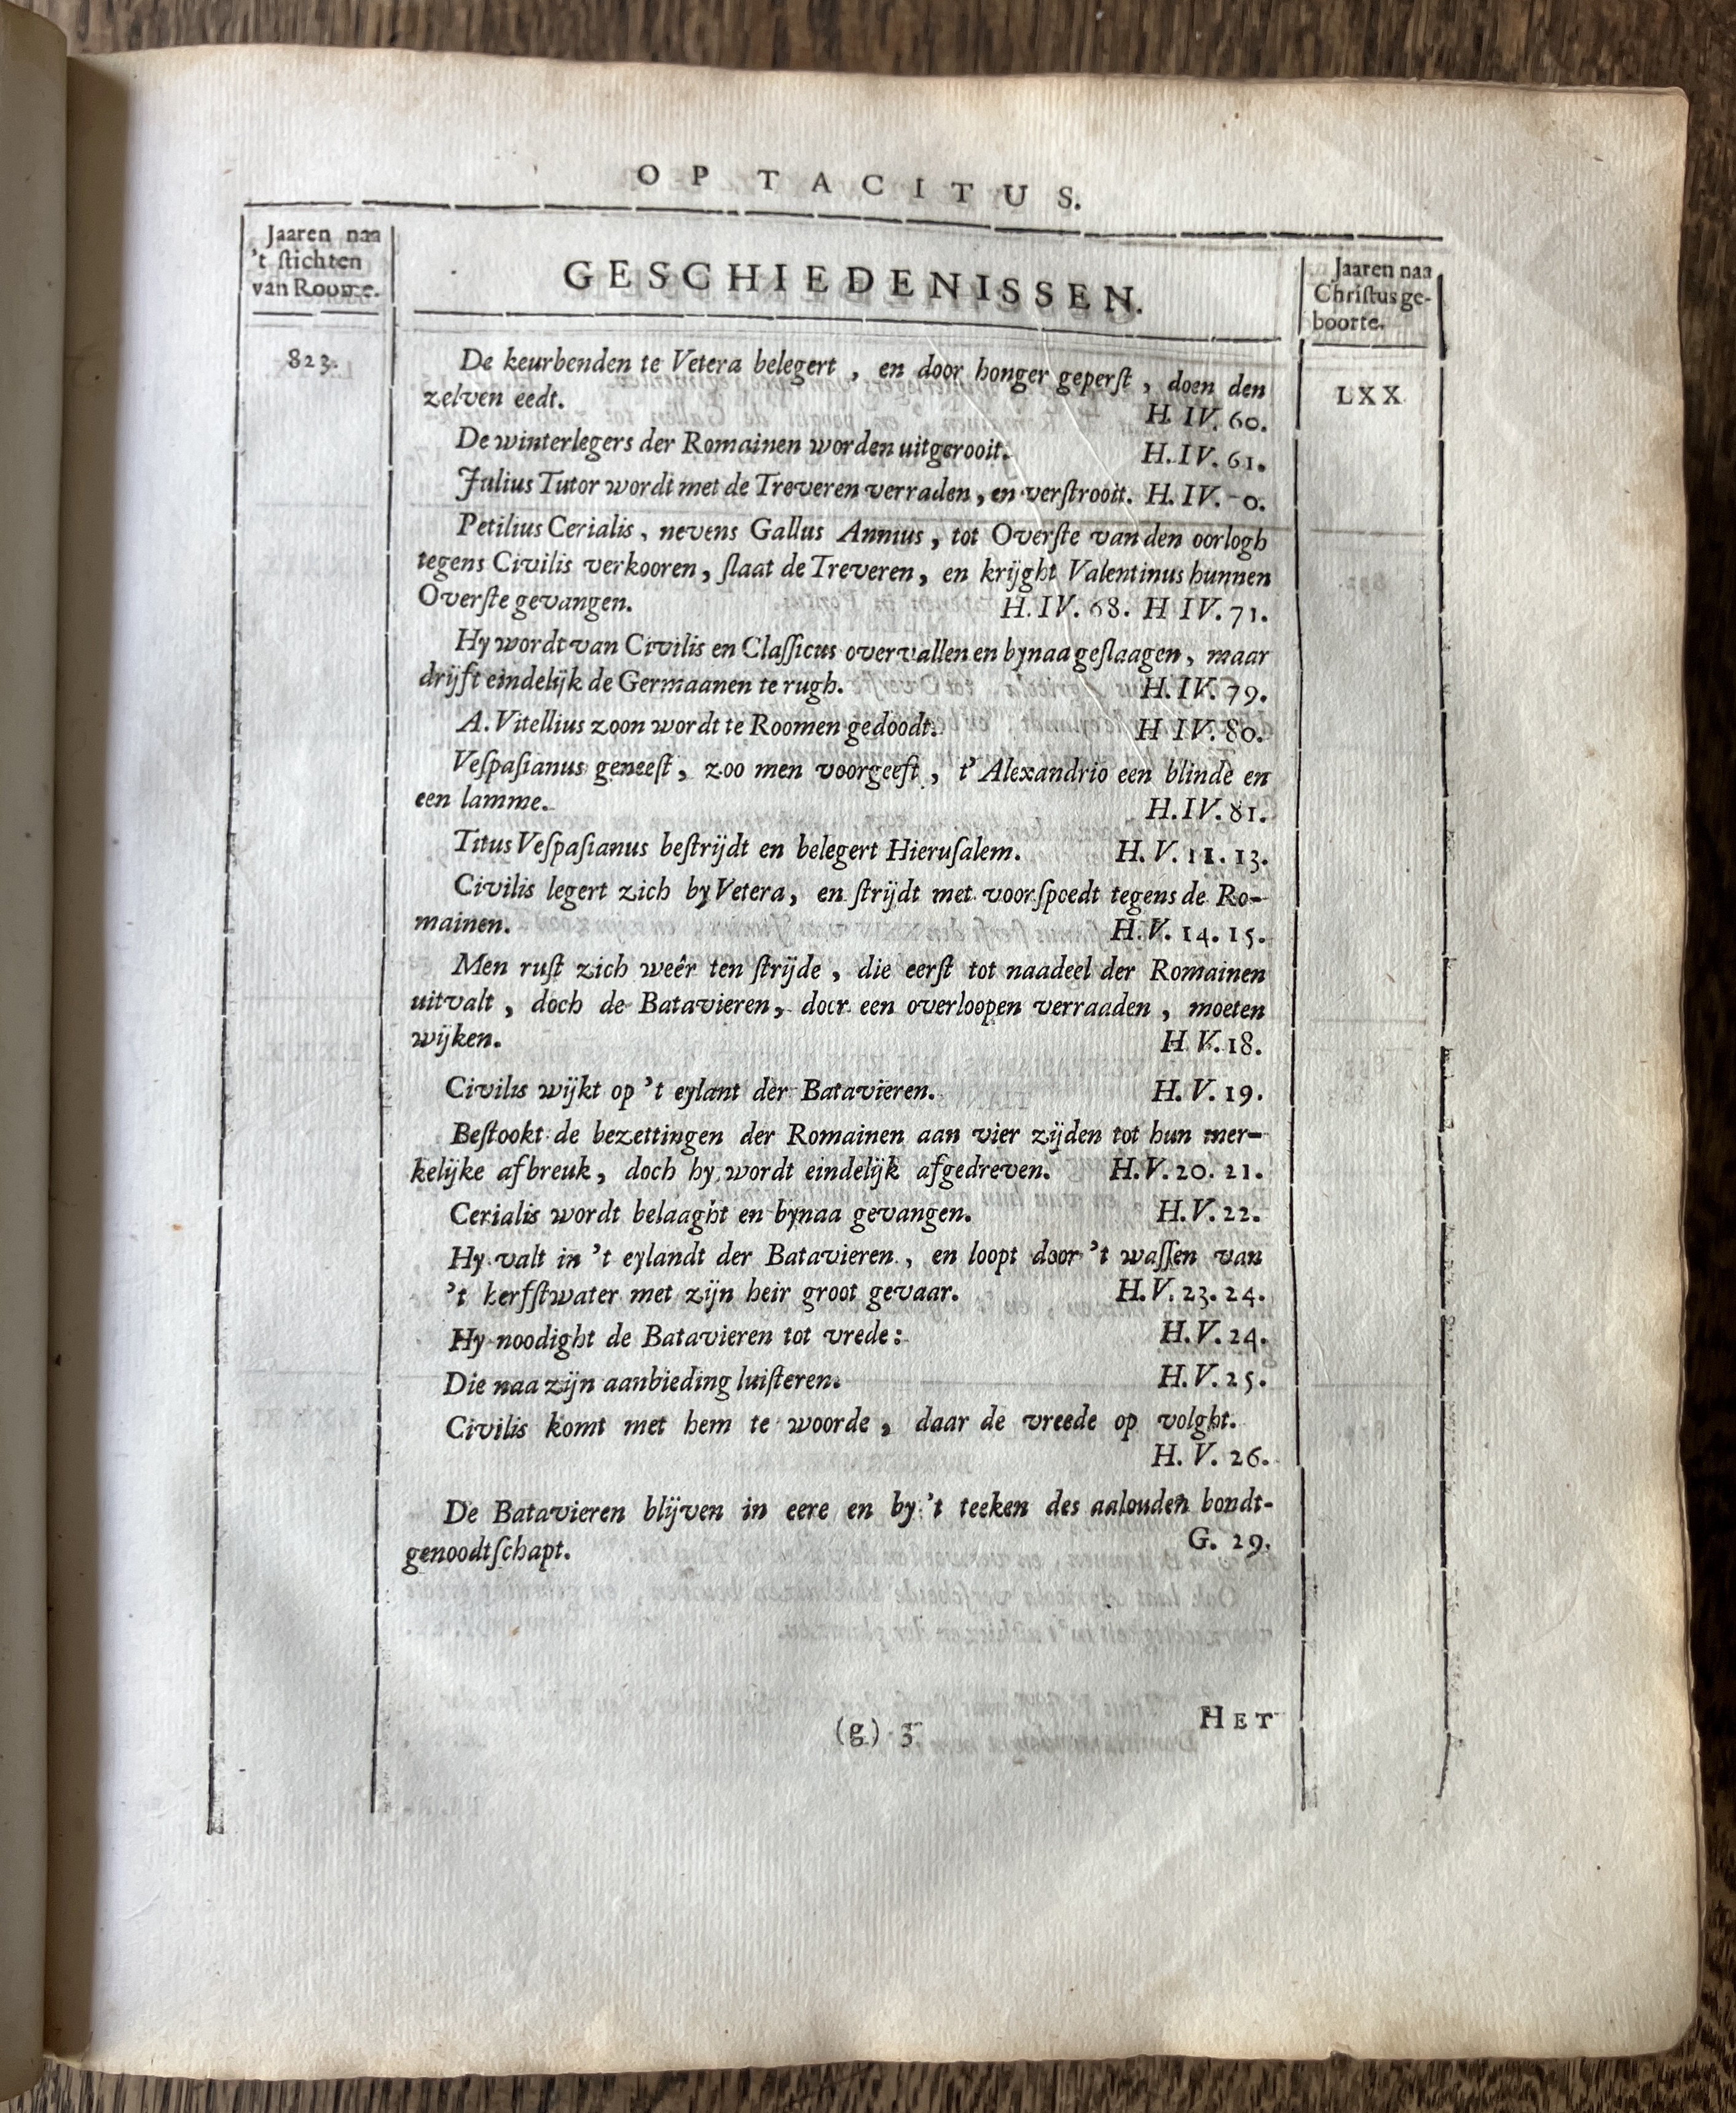 OP TACITUS.
Jaaren naa
't stichten
van Roome.
GESCHIEDENISSEN.
Jaaren naa
Christus ge-
boorte.
823.
LXX
De keurbenden te Vetera belegert, en door honger geperst, doen den
zelven eedt. H. IV. 60.
De winterlegers der Romainen worden uitgerooit. H. IV. 61.
Julius Tutor wordt met de Treveren verraden, en verstrooit. H. IV. -0.
Petilius Cerialis, nevens Gallus Annius, tot Overste van den oorlogh
tegens Civilis verkooren, slaat de Treveren, en krijght Valentinus hunnen
Overste gevangen. H. IV. 68. H IV. 71.
Hy wordt van Civilis en Classicus overvallen en bynaa geslaagen, maar
drijft eindelijk de Germaanen te rugh. H. IV. 79.
A. Vitellius zoon wordt te Roomen gedoodt. H IV. 80.
Vespasianus geneest, zoo men voorgeeft, t' Alexandrio een blinde en
een lamme. H. IV. 81.
Titus Vespasianus bestrijdt en belegert Hierusalem. H. V. 11. 13.
Civilis legert zich by Vetera, en strijdt met voorspoedt tegens de Ro-
mainen. H. V. 14. 15.
Men rust zich weêr ten strijde, die eerst tot naadeel der Romainen
uitvalt, doch de Batavieren, door een overloopen verraaden, moeten
wijken. H V. 18.
Civilis wijkt op 't eylant der Batavieren. H. V. 19.
Bestookt de bezettingen der Romainen aan vier zijden tot hun mer-
kelijke afbreuk, doch hy wordt eindelijk afgedreven. H. V. 20. 21.
Cerialis wordt belaaght en bynaa gevangen. H. V. 22.
Hy valt in 't eylandt der Batavieren, en loopt door 't wassen van
't herfstwater met zijn heir groot gevaar. H. V. 23. 24.
Hy noodight de Batavieren tot vrede: H. V. 24.
Die naa zijn aanbieding luisteren. H. V. 25.
Civilis komt met hem te woorde, daar de vreede op volght.
H. V. 26.
De Batavieren blijven in eere en by 't teeken des aalouden bondt-
genoodtschapt. G. 29.
(g) 3
HET